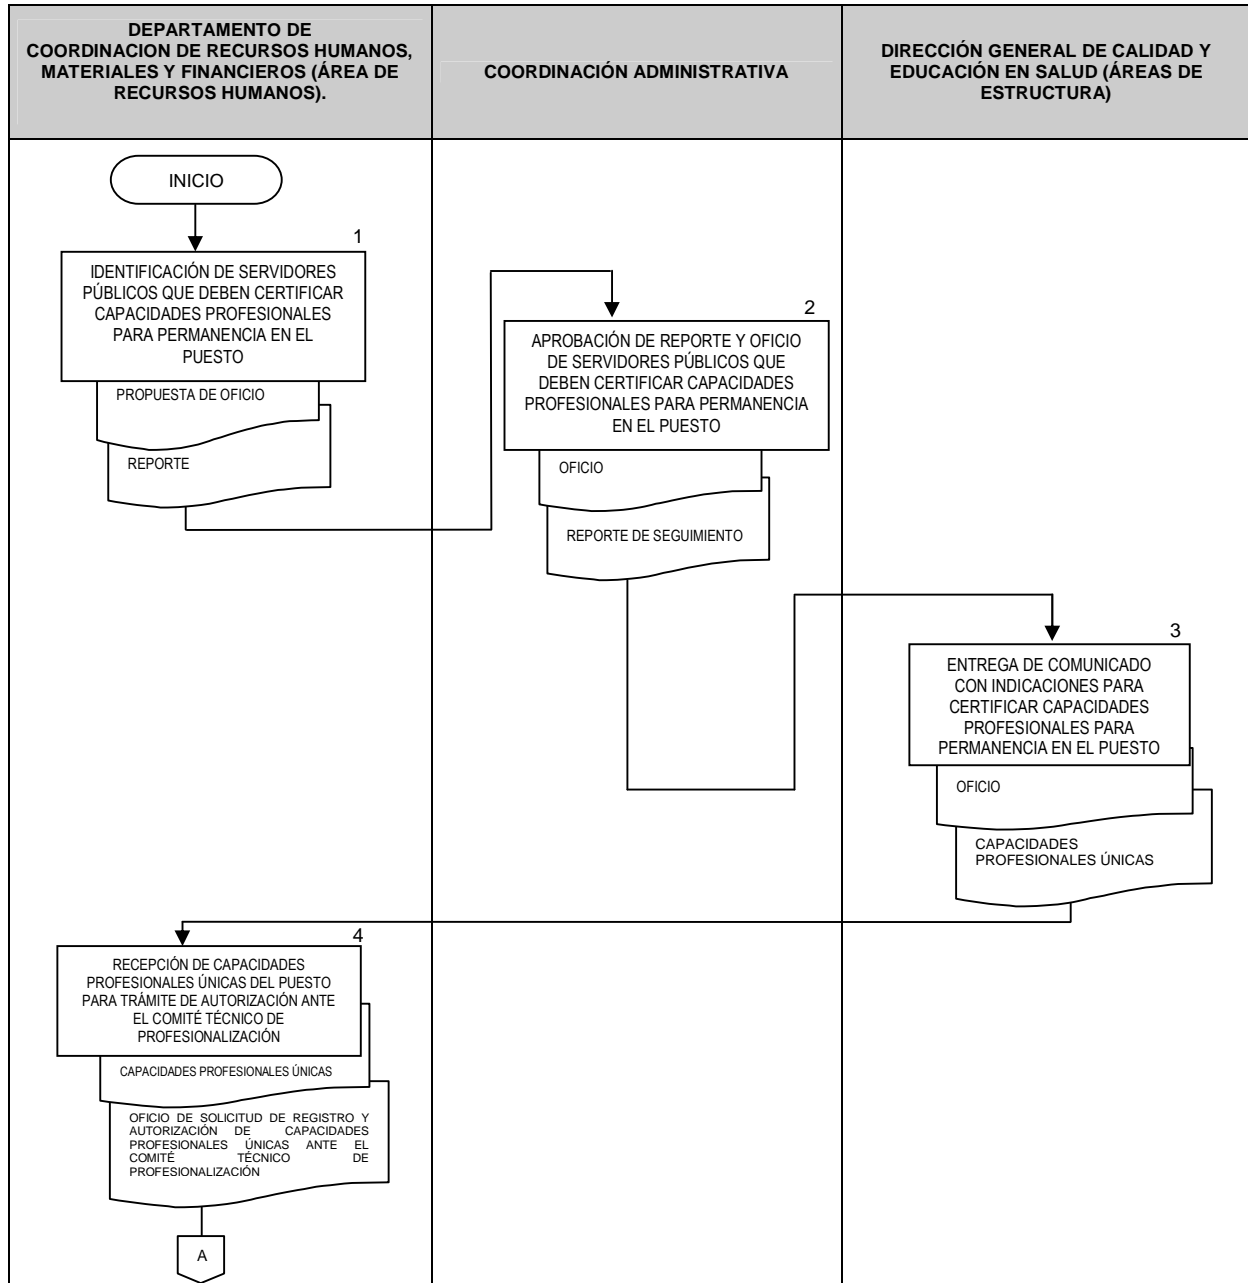 DEPARTAMENTO DE
COORDINACION DE RECURSOS HUMANOS,
MATERIALES Y FINANCIEROS (ÁREA DE
RECURSOS HUMANOS).
COORDINACIÓN ADMINISTRATIVA
DIRECCIÓN GENERAL DE CALIDAD Y
EDUCACIÓN EN SALUD (ÁREAS DE
ESTRUCTURA)
INICIO
1
IDENTIFICACIÓN DE SERVIDORES
PÚBLICOS QUE DEBEN CERTIFICAR
CAPACIDADES PROFESIONALES
PARA PERMANENCIA EN EL
PUESTO
PROPUESTA DE OFICIO
REPORTE
2
APROBACIÓN DE REPORTE Y OFICIO
DE SERVIDORES PÚBLICOS QUE
DEBEN CERTIFICAR CAPACIDADES
PROFESIONALES PARA PERMANENCIA
EN EL PUESTO
OFICIO
REPORTE DE SEGUIMIENTO
3
ENTREGA DE COMUNICADO
CON INDICACIONES PARA
CERTIFICAR CAPACIDADES
PROFESIONALES PARA
PERMANENCIA EN EL PUESTO
OFICIO
CAPACIDADES
PROFESIONALES ÚNICAS
4
RECEPCIÓN DE CAPACIDADES
PROFESIONALES ÚNICAS DEL PUESTO
PARA TRÁMITE DE AUTORIZACIÓN ANTE
EL COMITÉ TÉCNICO DE
PROFESIONALIZACIÓN
CAPACIDADES PROFESIONALES ÚNICAS
OFICIO DE SOLICITUD DE REGISTRO Y
AUTORIZACIÓN DE CAPACIDADES
PROFESIONALES ÚNICAS ANTE EL
COMITÉ TÉCNICO DE
PROFESIONALIZACIÓN
A